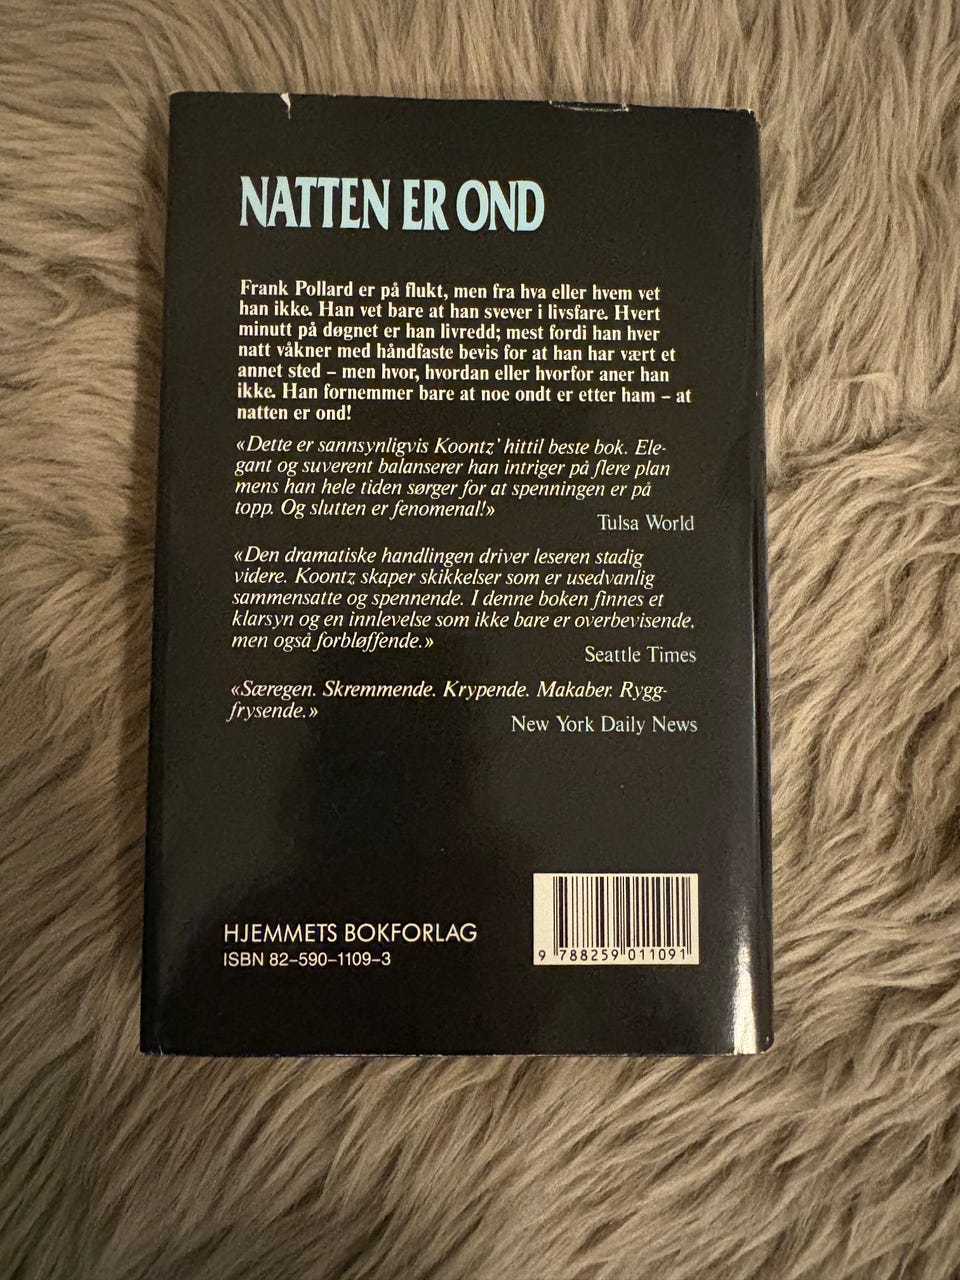 NATTEN ER OND
Frank Pollard er på flukt, men fra hva eller hvem vet
han ikke. Han vet bare at han svever i livsfare. Hvert
minutt på døgnet er han livredd; mest fordi han hver
natt våkner med håndfaste bevis for at han har vært et
annet sted – men hvor, hvordan eller hvorfor aner han
ikke. Han fornemmer bare at noe ondt er etter ham – at
natten er ond!
«Dette er sannsynligvis Koontz' hittil beste bok. Ele-
gant og suverent balanserer han intriger på flere plan
mens han hele tiden sørger for at spenningen er på
topp. Og slutten er fenomenal!»
Tulsa World
«Den dramatiske handlingen driver leseren stadig
videre. Koontz skaper skikkelser som er usedvanlig
sammensatte og spennende. I denne boken finnes et
klarsyn og en innlevelse som ikke bare er overbevisende,
men også forbløffende.»
Seattle Times
«Særegen. Skremmende. Krypende. Makaber. Rygg-
frysende.»
New York Daily News
HJEMMETS BOKFORLAG
ISBN 82-590-1109-3
9 788259 011091